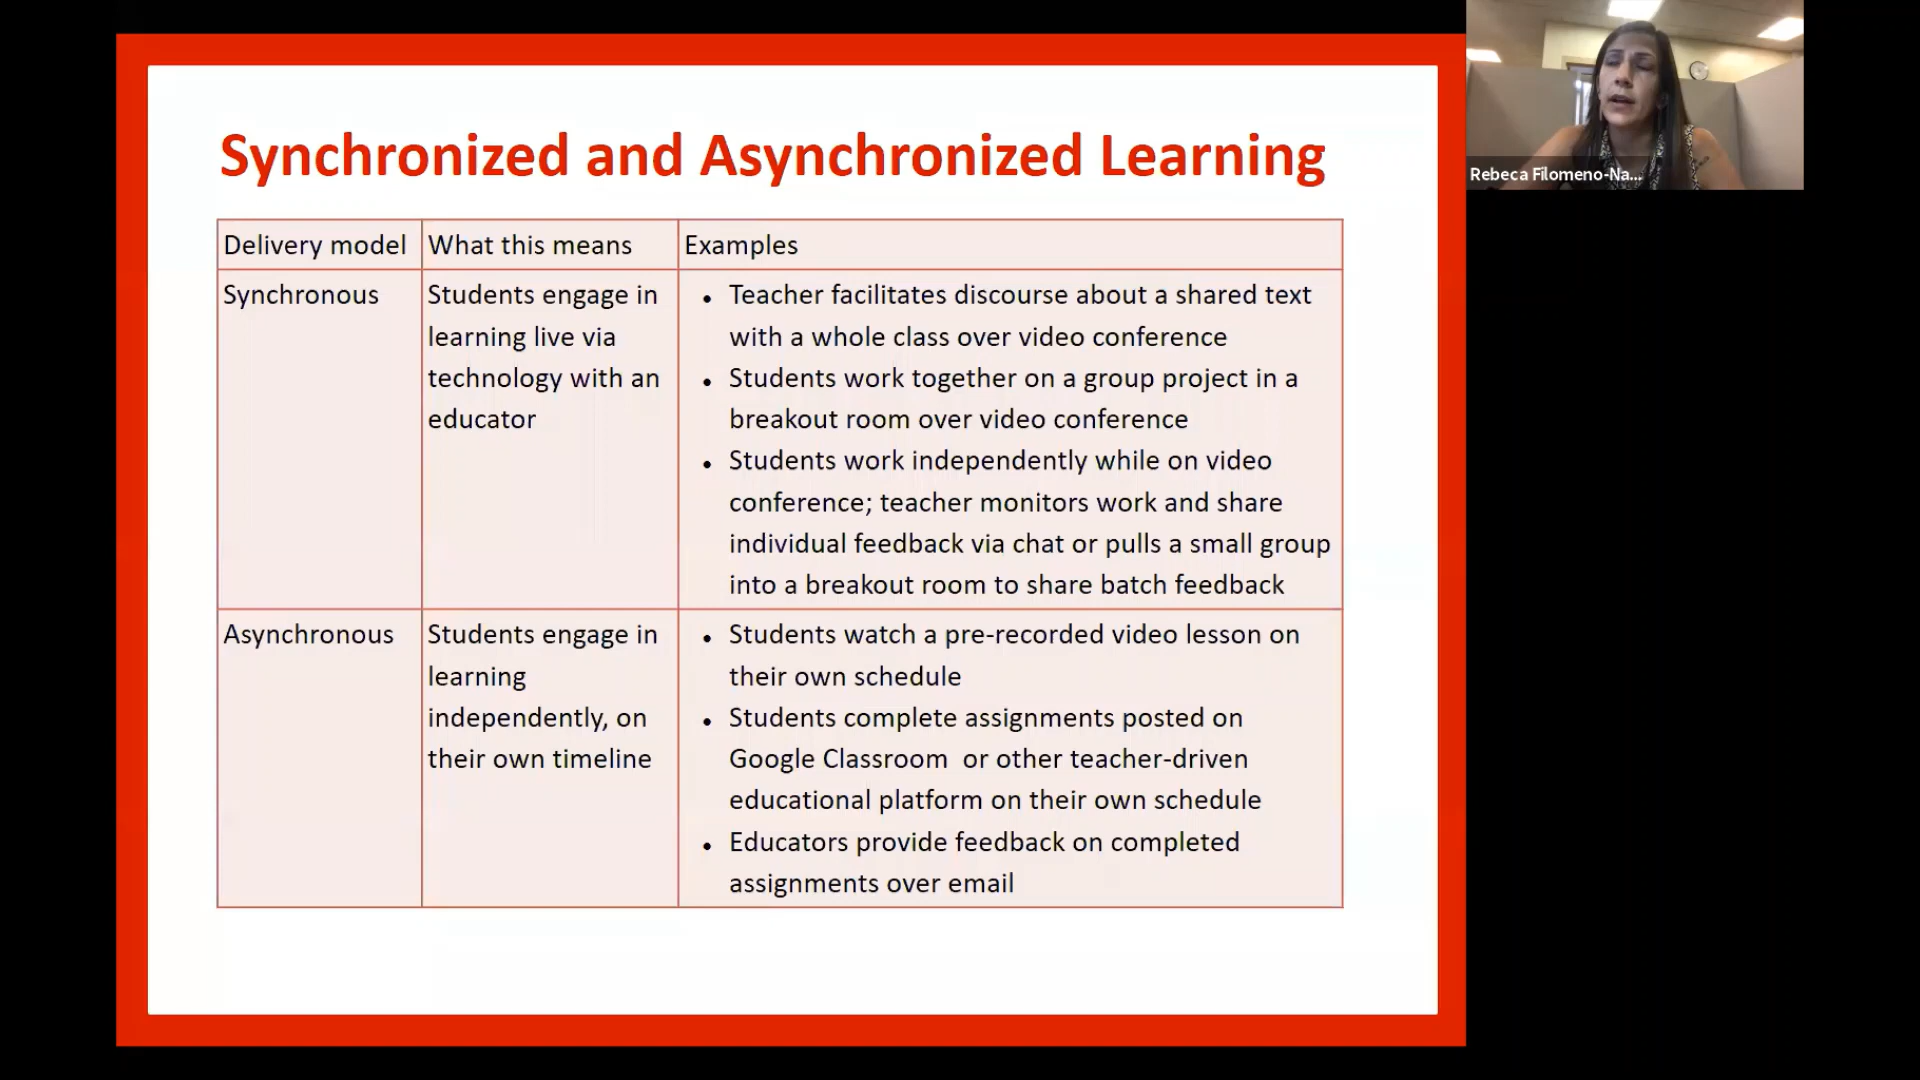 Synchronized and Asynchronized Learning
Delivery model
What this means
Examples
Synchronous
Students engage in
learning live via
technology with an
educator
• Teacher facilitates discourse about a shared text
with a whole class over video conference
• Students work together on a group project in a
breakout room over video conference
• Students work independently while on video
conference; teacher monitors work and share
individual feedback via chat or pulls a small group
into a breakout room to share batch feedback
Asynchronous
Students engage in
learning
independently, on
their own timeline
• Students watch a pre-recorded video lesson on
their own schedule
• Students complete assignments posted on
Google Classroom or other teacher-driven
educational platform on their own schedule
• Educators provide feedback on completed
assignments over email
Rebeca Filomeno-Na...